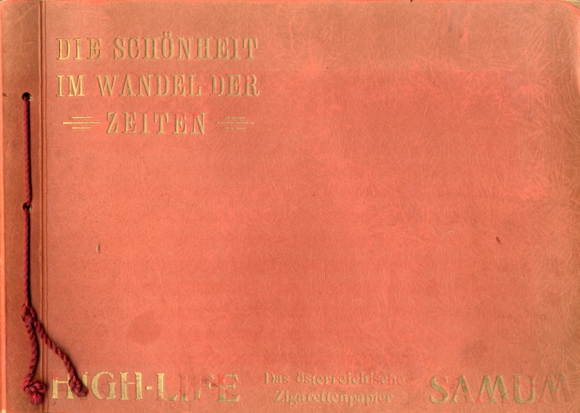 DIE SCHÖNHEIT
IM WANDEL DER
ZEITEN
HIGH-LIFE
Das österreichische
Zigarettenpapier
SAMUM